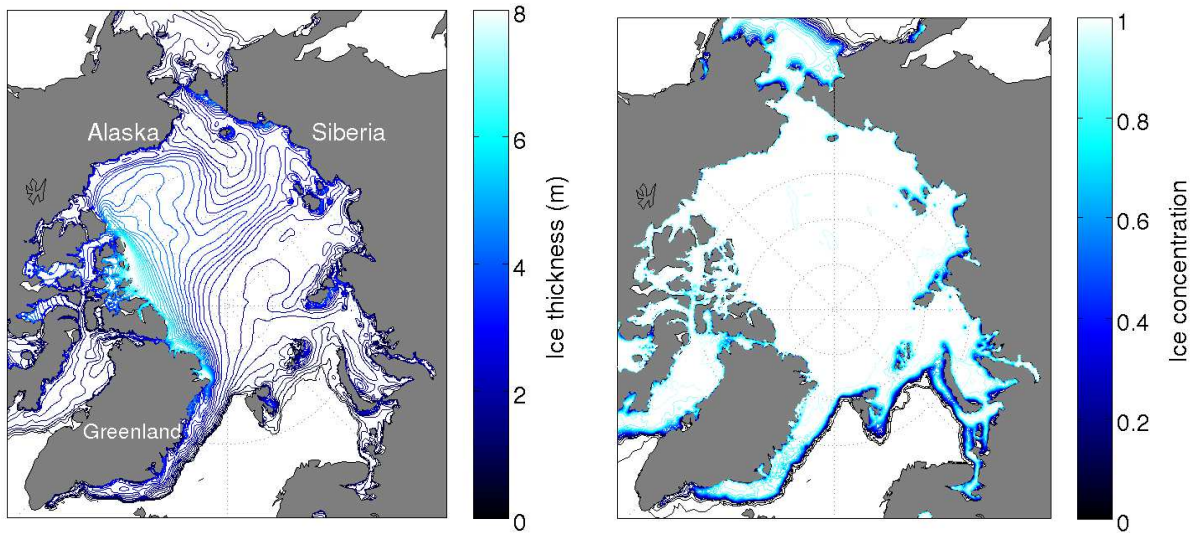 Alaska
Siberia
Greenland
8
6
4
2
0
Ice thickness (m)
1
0.8
0.6
0.4
0.2
0
Ice concentration